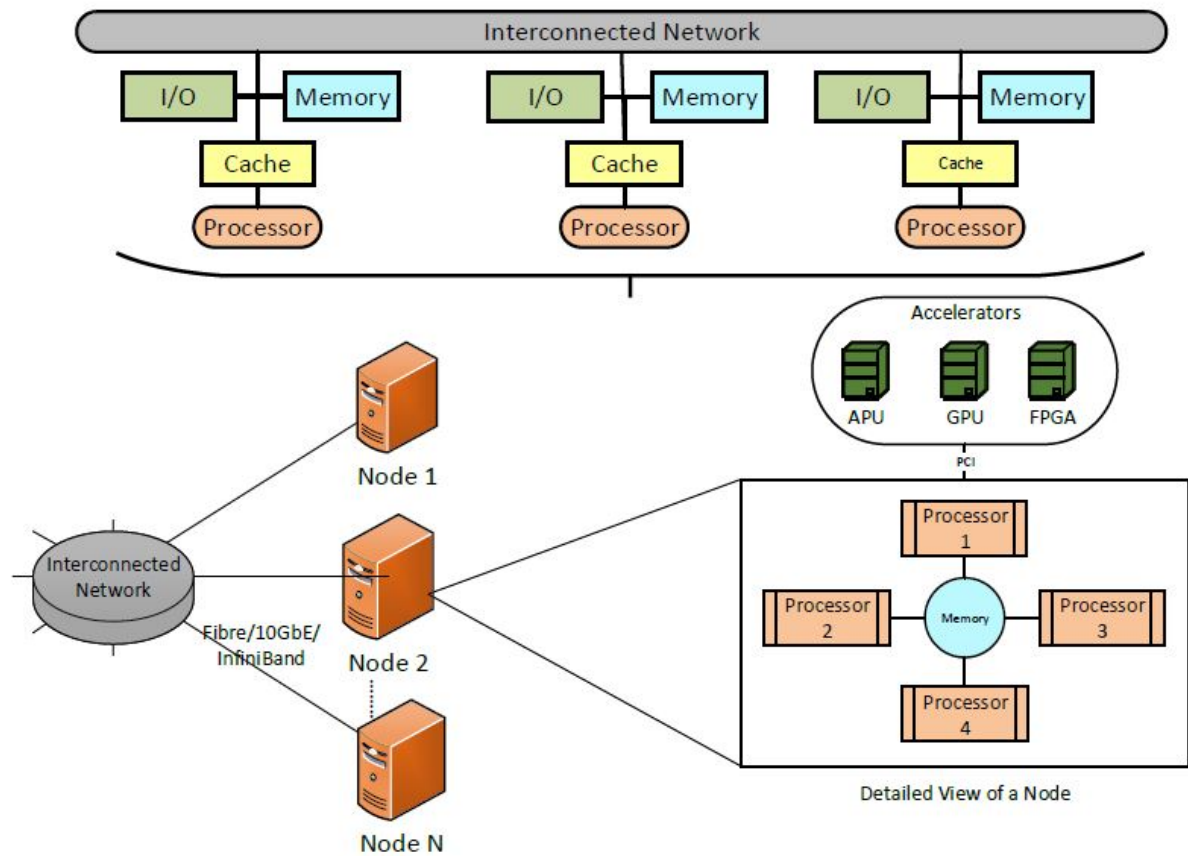 Interconnected Network
I/O
Memory
I/O
Memory
I/O
Memory
Cache
Cache
Cache
Processor
Processor
Processor
Accelerators
APU
GPU
FPGA
PCI
Node 1
Interconnected
Network
Fibre/10GbE/
InfiniBand
Node 2
Node N
Processor
1
Processor
2
Memory
Processor
3
Processor
4
Detailed View of a Node